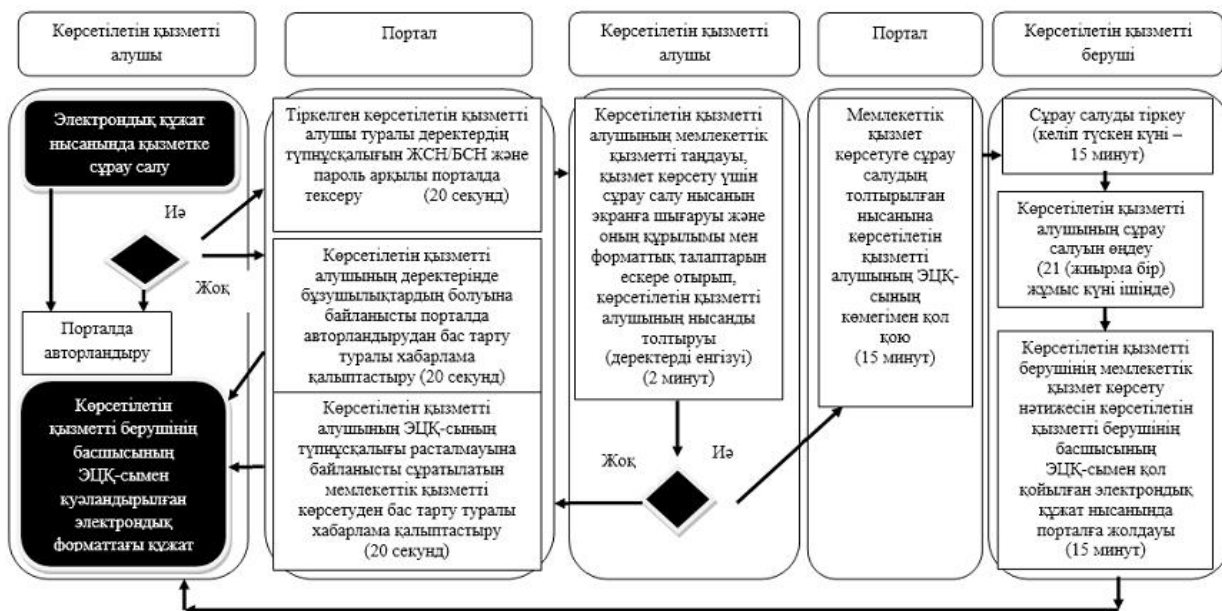 Көрсетілетін қызметті
алушы
Портал
Көрсетілетін қызметті
алушы
Портал
Көрсетілетін қызметті
беруші
Электрондық құжат
нысанында қызметке
сұрау салу
Иә
Жоқ
Порталда
авторландыру
Көрсетілетін
қызметті берушінің
басшысының
ЭЦҚ-сымен
куәландырылған
электрондық
форматтағы құжат
Тіркелген көрсетілетін қызметті
алушы туралы деректердің
түпнұсқалығын ЖСН/БСН және
пароль арқылы порталда
тексеру (20 секунд)
Көрсетілетін қызметті
алушының деректерінде
бұзушылықтардың болуына
байланысты порталда
авторландырудан бас тарту
туралы хабарлама
қалыптастыру (20 секунд)
Көрсетілетін қызметті
алушының ЭЦҚ-сының
түпнұсқалығы расталмауына
байланысты сұратылатын
мемлекеттік қызметті
көрсетуден бас тарту туралы
хабарлама қалыптастыру
(20 секунд)
Көрсетілетін қызметті
алушының мемлекеттік
қызметті таңдауы,
қызмет көрсету үшін
сұрау салу нысанын
экранға шығаруы және
оның құрылымы мен
форматтық талаптарын
ескере отырып,
көрсетілетін қызметті
алушының нысанды
толтыруы
(деректерді енгізуі)
(2 минут)
Жоқ
Иә
Мемлекеттік
қызмет
көрсетуге сұрау
салудың
толтырылған
нысанына
көрсетілетін
қызметті
алушының ЭЦҚ-
сының
көмегімен қол
қою
(15 минут)
Сұрау салуды тіркеу
(келіп түскен күні –
15 минут)
Көрсетілетін қызметті
алушының сұрау
салуын өңдеу
(21 (жиырма бір)
жұмыс күні ішінде)
Көрсетілетін қызметті
берушінің мемлекеттік
қызмет көрсету
нәтижесін көрсетілетін
қызметті берушінің
басшысының
ЭЦҚ-сымен қол
қойылған электрондық
құжат нысанында
порталға жолдауы
(15 минут)